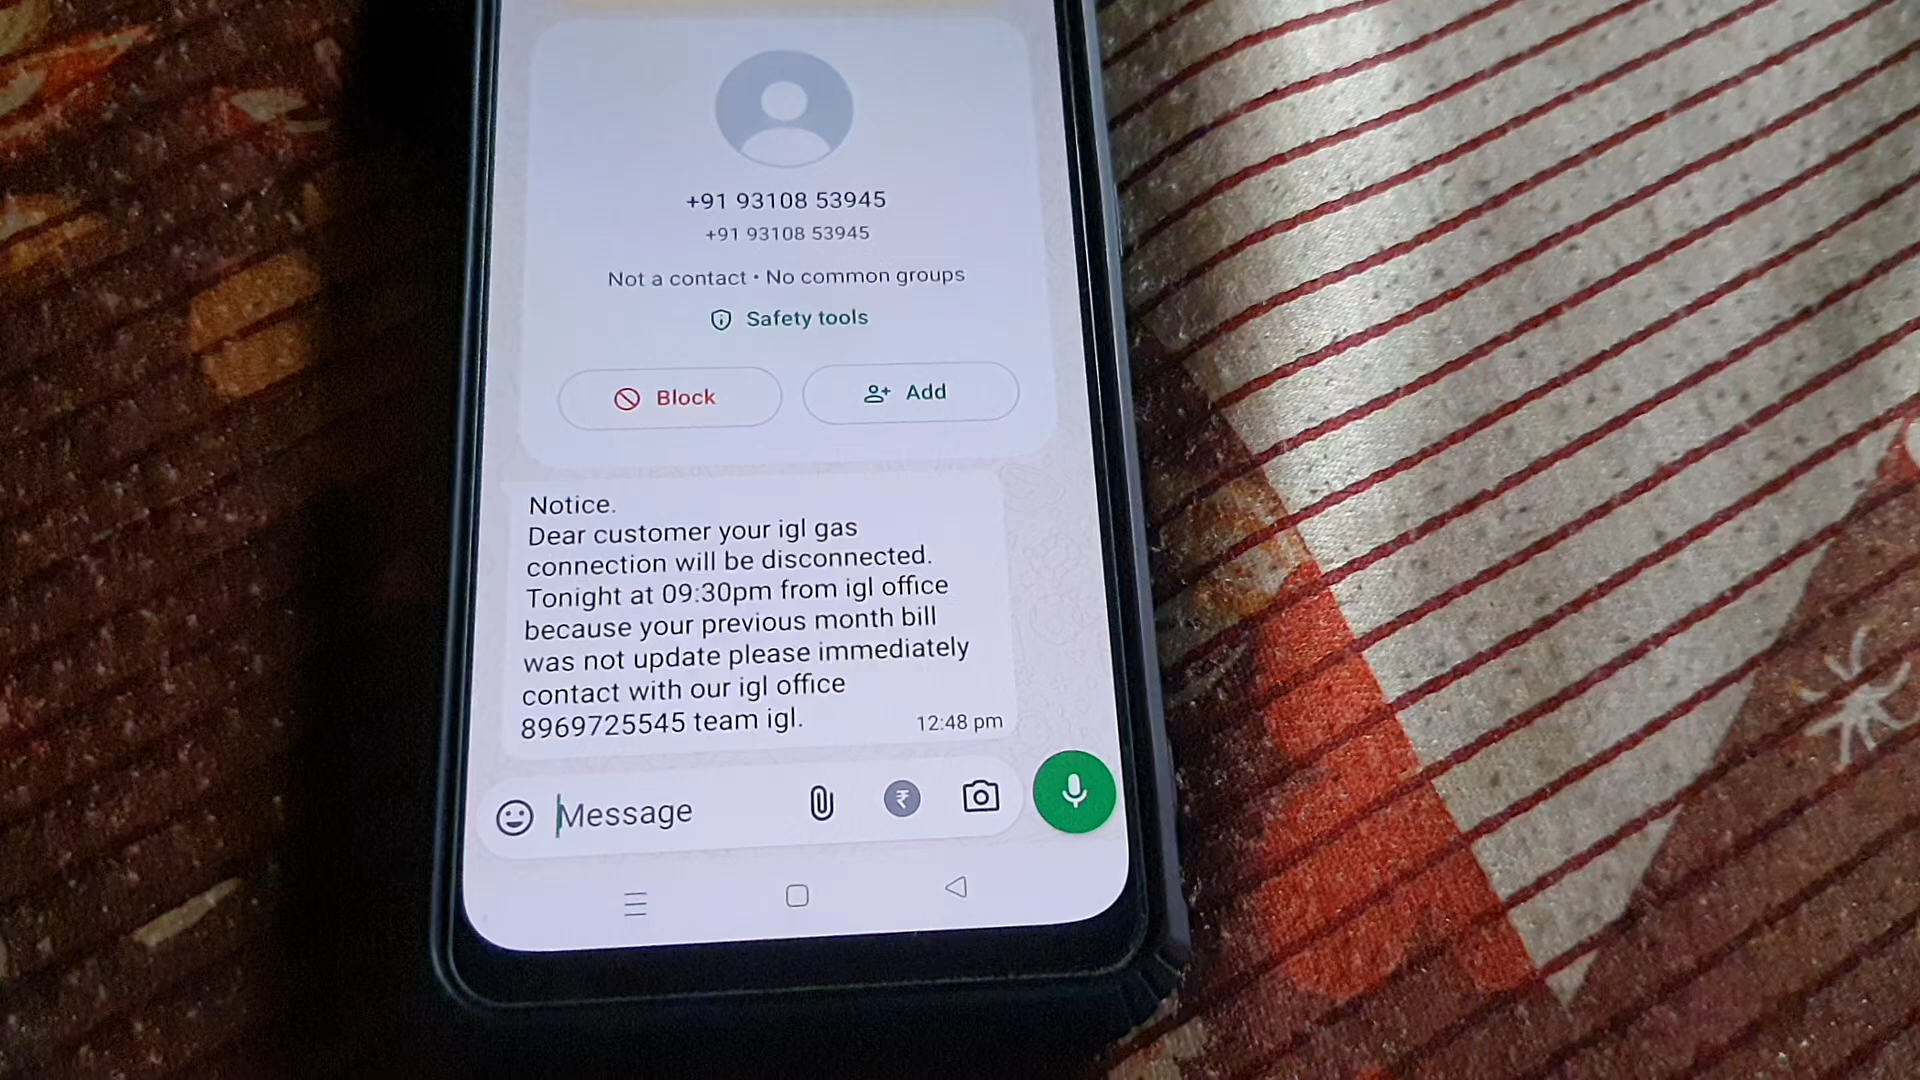 +91 93108 53945
+91 93108 53945
Not a contact • No common groups
Safety tools
Block
Add
Notice.
Dear customer your igl gas
connection will be disconnected.
Tonight at 09:30pm from igl office
because your previous month bill
was not update please immediately
contact with our igl office
8969725545 team igl.
12:48 pm
Message